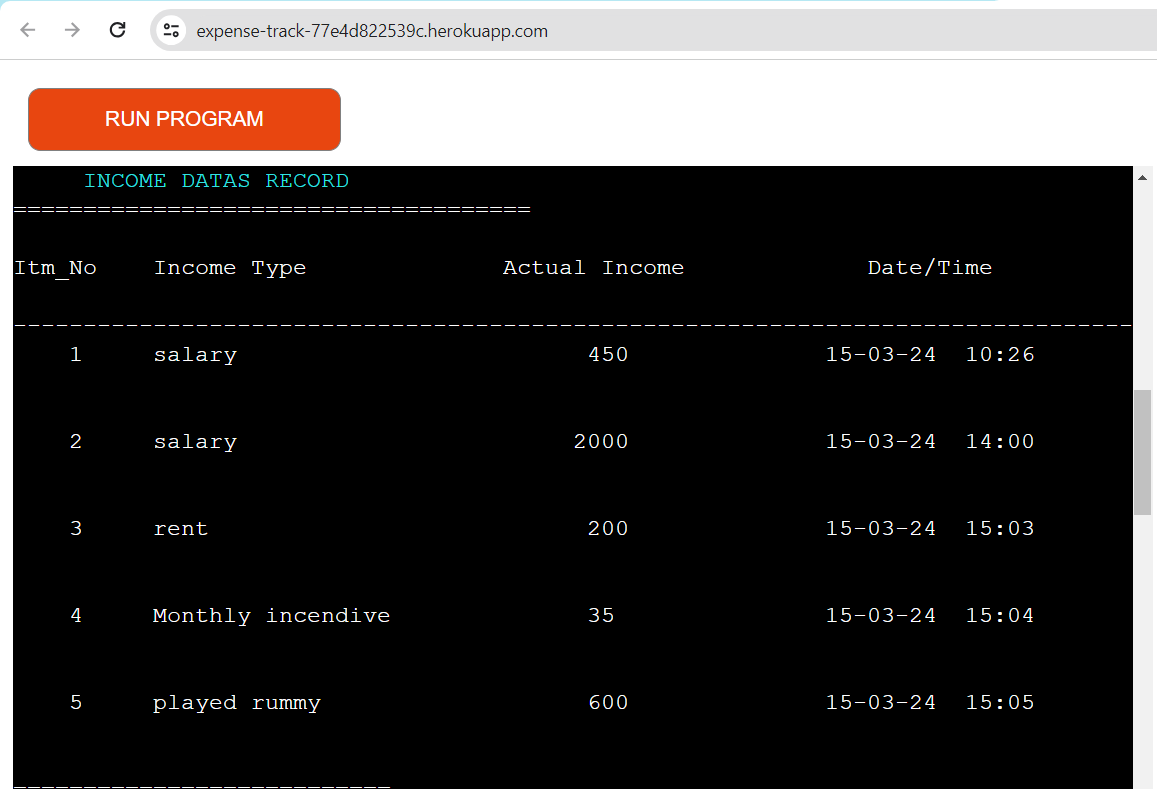 expense-track-77e4d822539c.herokuapp.com
RUN PROGRAM
INCOME DATAS RECORD
=====================================
Itm_No Income Type Actual Income Date/Time
--------------------------------------------------------------------------------
1 salary 450 15-03-24 10:26
2 salary 2000 15-03-24 14:00
3 rent 200 15-03-24 15:03
4 Monthly incendive 35 15-03-24 15:04
5 played rummy 600 15-03-24 15:05